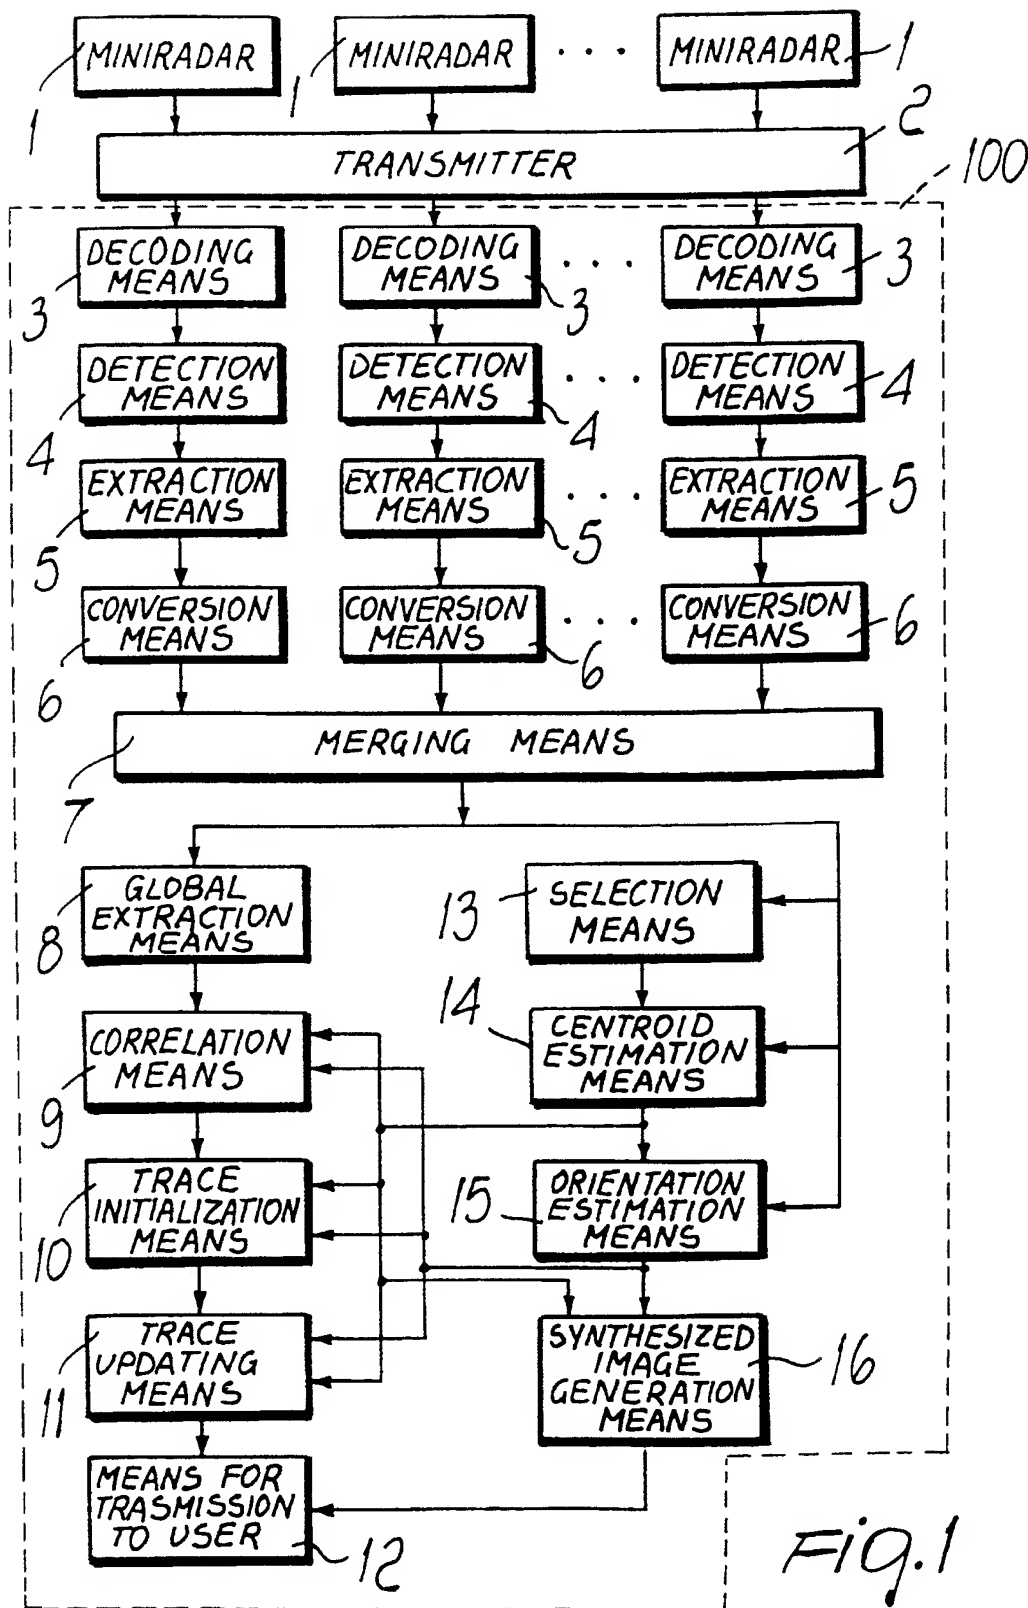 MINIRADAR
MINIRADAR
. . .
MINIRADAR
1
1
1
2
TRANSMITTER
100
DECODING
MEANS
DECODING
MEANS
. . .
DECODING
MEANS
3
3
3
DETECTION
MEANS
DETECTION
MEANS
. . .
DETECTION
MEANS
4
4
4
EXTRACTION
MEANS
EXTRACTION
MEANS
. . .
EXTRACTION
MEANS
5
5
5
CONVERSION
MEANS
CONVERSION
MEANS
. . .
CONVERSION
MEANS
6
6
6
MERGING MEANS
7
GLOBAL
EXTRACTION
MEANS
8
13
SELECTION
MEANS
CORRELATION
MEANS
9
14
CENTROID
ESTIMATION
MEANS
TRACE
INITIALIZATION
MEANS
10
15
ORIENTATION
ESTIMATION
MEANS
TRACE
UPDATING
MEANS
11
SYNTHESIZED
IMAGE
GENERATION
MEANS
16
MEANS FOR
TRASMISSION
TO USER
12
Fig.1